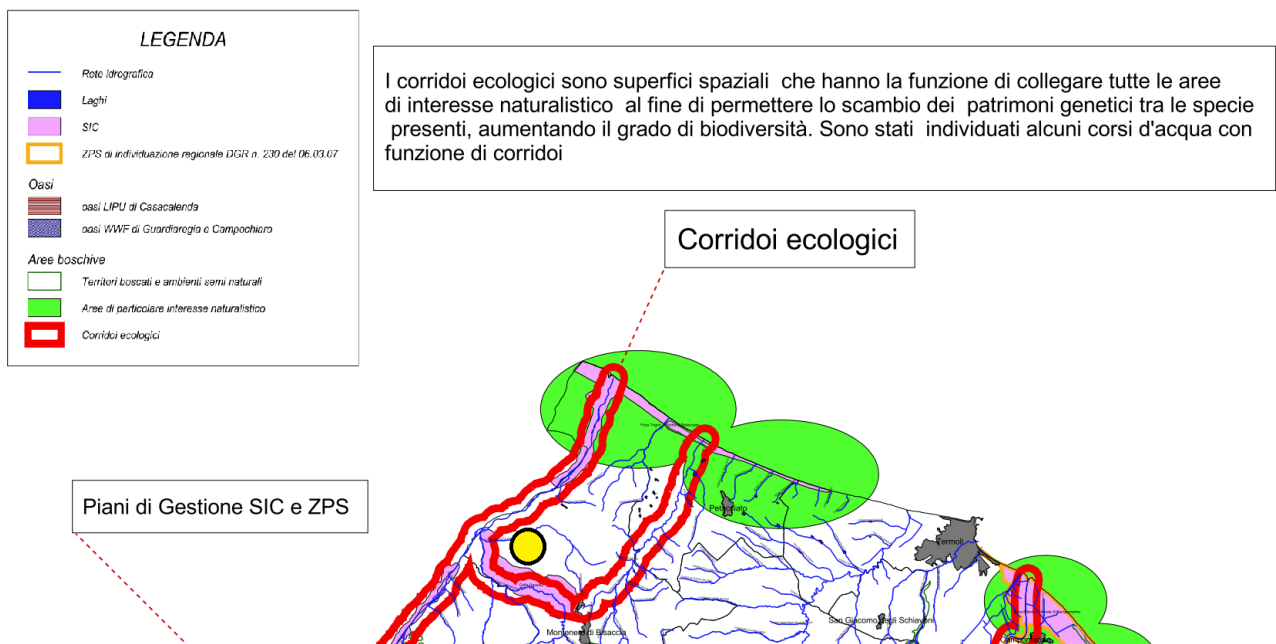 LEGENDA
Rete Idrografica
Laghi
SIC
ZPS di individuazione regionale DGR n. 230 del 06.03.07
Oasi
oasi LIPU di Casacalenda
oasi WWF di Guardiaregia e Campochiaro
Aree boschive
Territori boscati e ambienti semi naturali
Aree di particolare interesse naturalistico
Corridoi ecologici
I corridoi ecologici sono superfici spaziali che hanno la funzione di collegare tutte le aree
di interesse naturalistico al fine di permettere lo scambio dei patrimoni genetici tra le specie
presenti, aumentando il grado di biodiversità. Sono stati individuati alcuni corsi d'acqua con
funzione di corridoi
Corridoi ecologici
Piani di Gestione SIC e ZPS
Petacciato
Termoli
San Giacomo degli Schiavoni
Montenero di Bisaccia
Campomarino